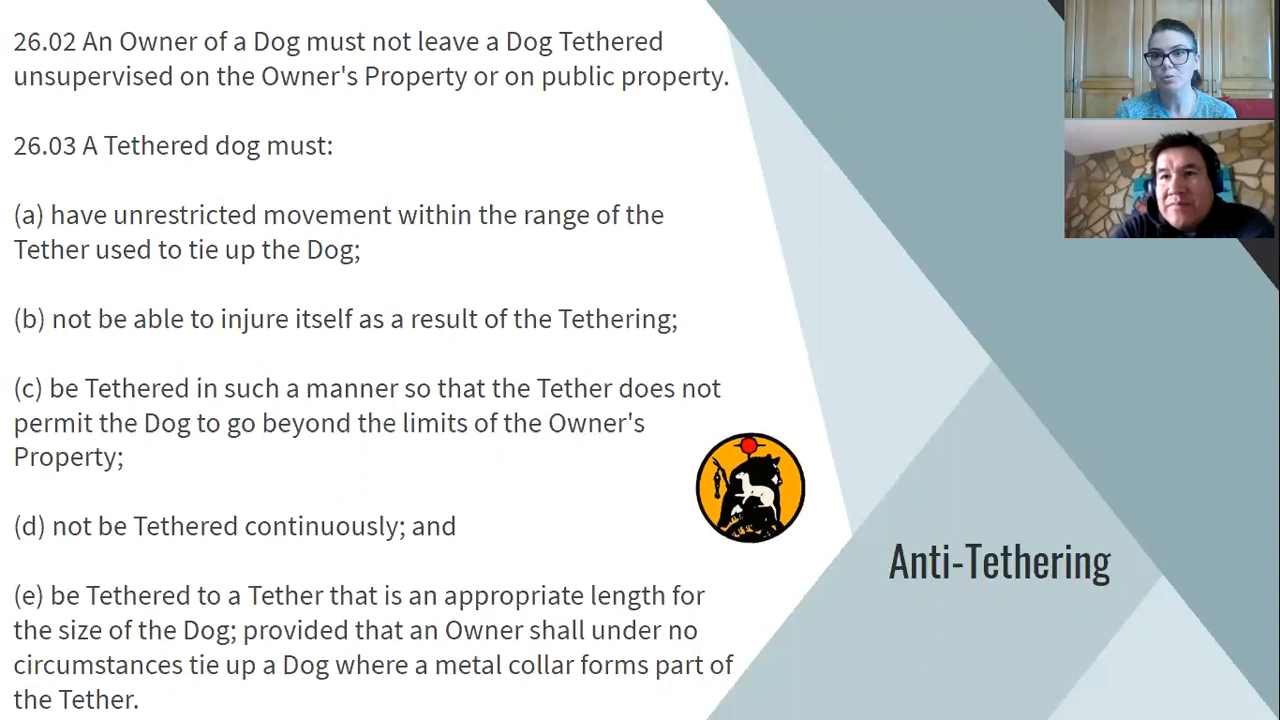 26.02 An Owner of a Dog must not leave a Dog Tethered
unsupervised on the Owner's Property or on public property.
26.03 A Tethered dog must:
(a) have unrestricted movement within the range of the
Tether used to tie up the Dog;
(b) not be able to injure itself as a result of the Tethering;
(c) be Tethered in such a manner so that the Tether does not
permit the Dog to go beyond the limits of the Owner's
Property;
(d) not be Tethered continuously; and
(e) be Tethered to a Tether that is an appropriate length for
the size of the Dog; provided that an Owner shall under no
circumstances tie up a Dog where a metal collar forms part of
the Tether.
Anti-Tethering